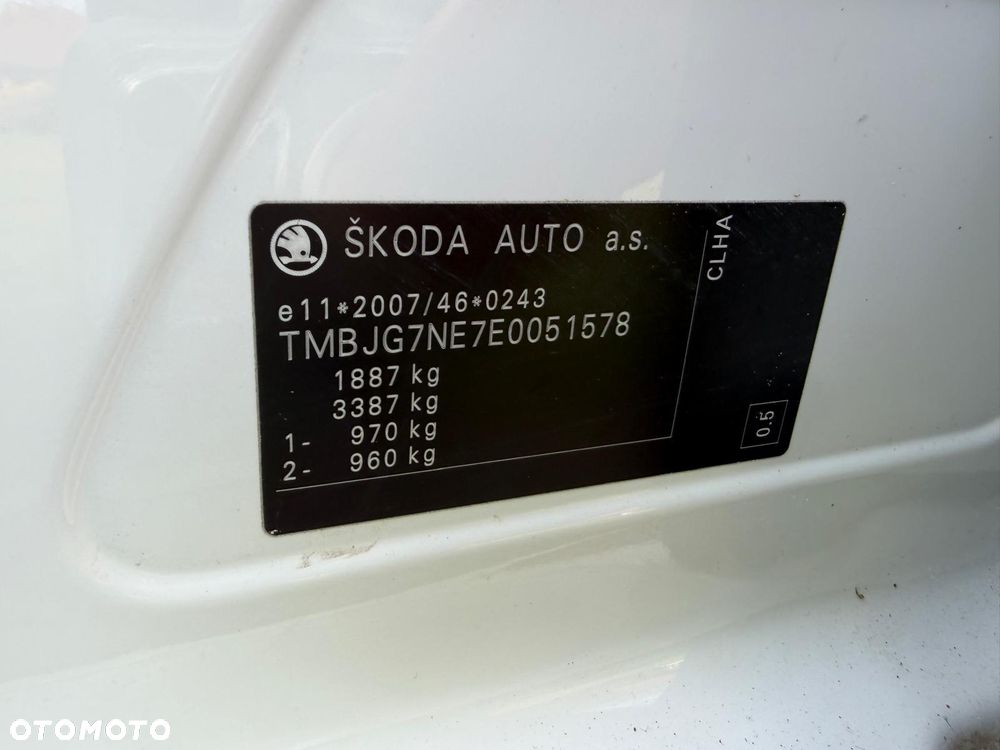 ŠKODA AUTO a.s.
CLHA
e11*2007/46*0243
TMBJG7NE7E0051578
1887 kg
3387 kg
1- 970 kg
2- 960 kg
0.5
OTOMOTO